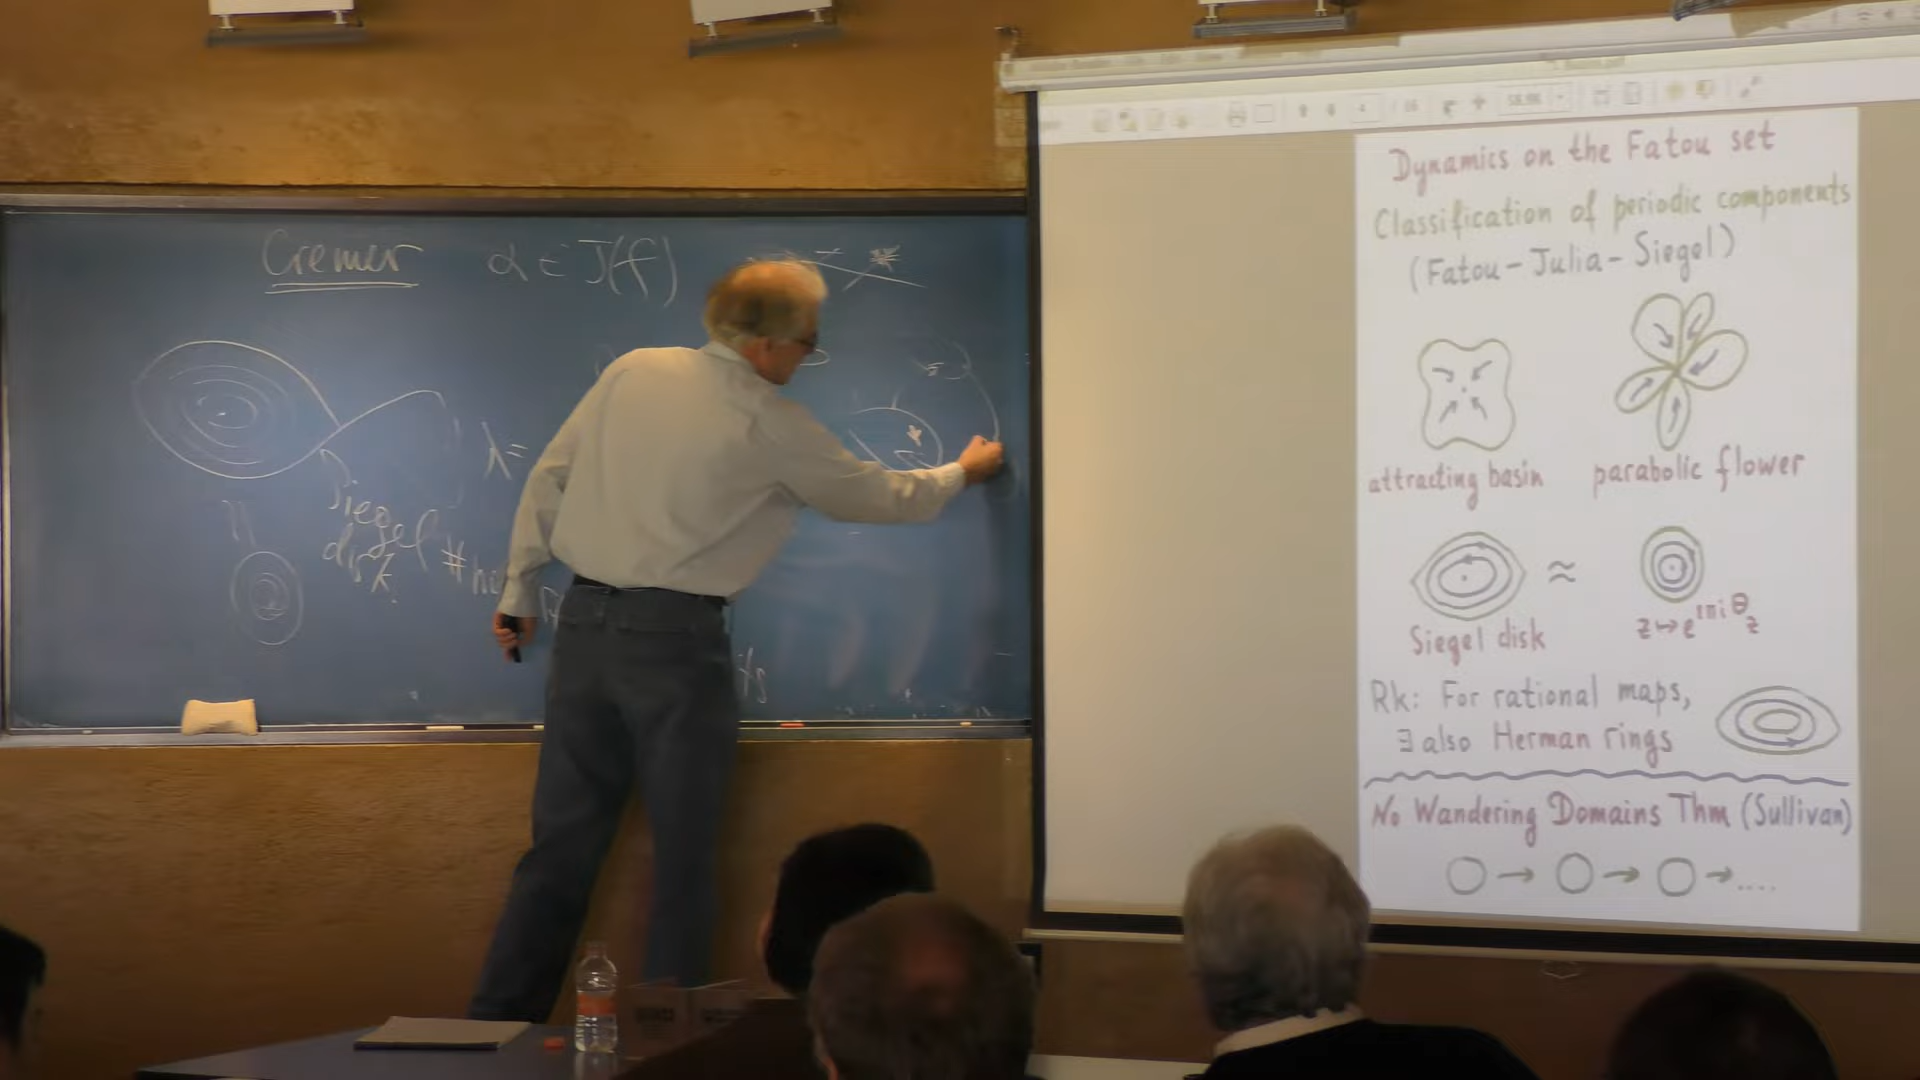 Cremer α ∈ J(f)
λ=
Siegel
disk
#
Dynamics on the Fatou set
Classification of periodic components
(Fatou-Julia-Siegel)
attracting basin parabolic flower
≈
Siegel disk
Rk: For rational maps,
∃ also Herman rings
No Wandering Domains Thm (Sullivan)
○ → ○ → ○ → ....